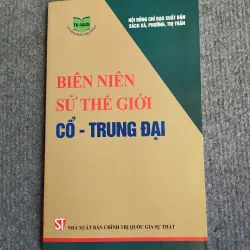 Tủ sách
HỘI ĐỒNG CHỈ ĐẠO XUẤT BẢN
SÁCH XÃ, PHƯỜNG, THỊ TRẤN
BIÊN NIÊN
SỬ THẾ GIỚI
CỔ - TRUNG ĐẠI
ST
NHÀ XUẤT BẢN CHÍNH TRỊ QUỐC GIA SỰ THẬT